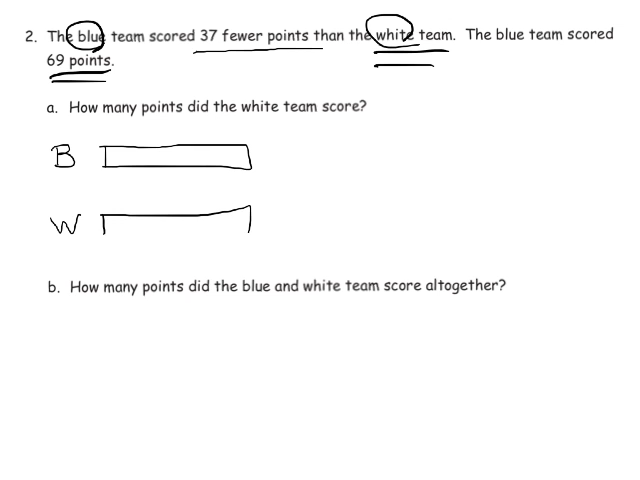 2. The blue team scored 37 fewer points than the white team. The blue team scored
69 points.
a. How many points did the white team score?
B
W
b. How many points did the blue and white team score altogether?